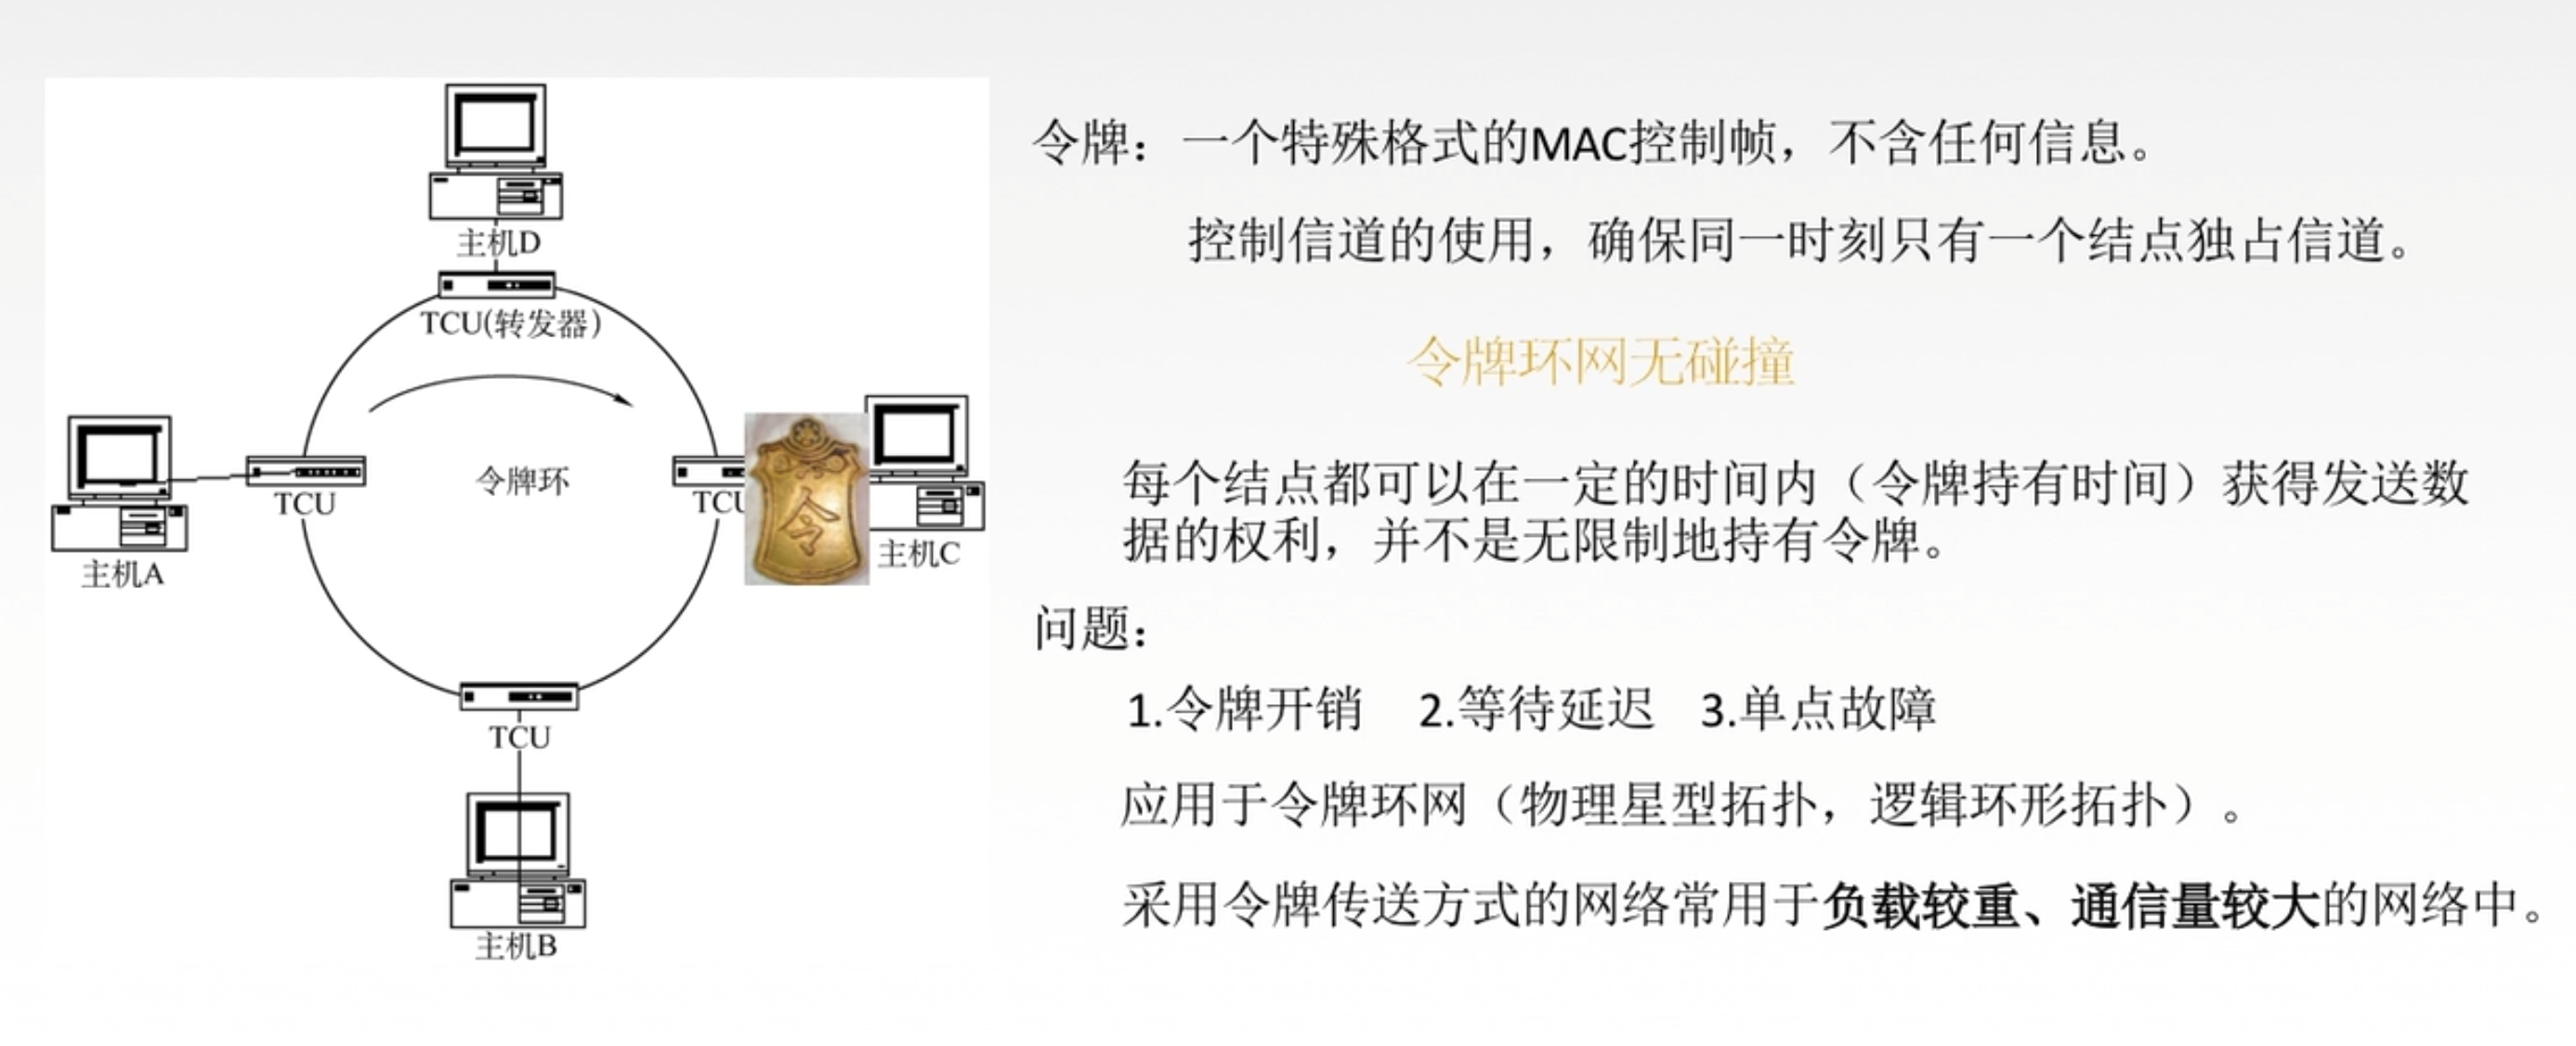 主机D
TCU(转发器)
令牌环
TCU
主机A
TCU
令
主机C
TCU
主机B
令牌：一个特殊格式的MAC控制帧，不含任何信息。
控制信道的使用，确保同一时刻只有一个结点独占信道。
令牌环网无碰撞
每个结点都可以在一定的时间内（令牌持有时间）获得发送数
据的权利，并不是无限制地持有令牌。
问题：
1.令牌开销 2.等待延迟 3.单点故障
应用于令牌环网（物理星型拓扑，逻辑环形拓扑）。
采用令牌传送方式的网络常用于负载较重、通信量较大的网络中。